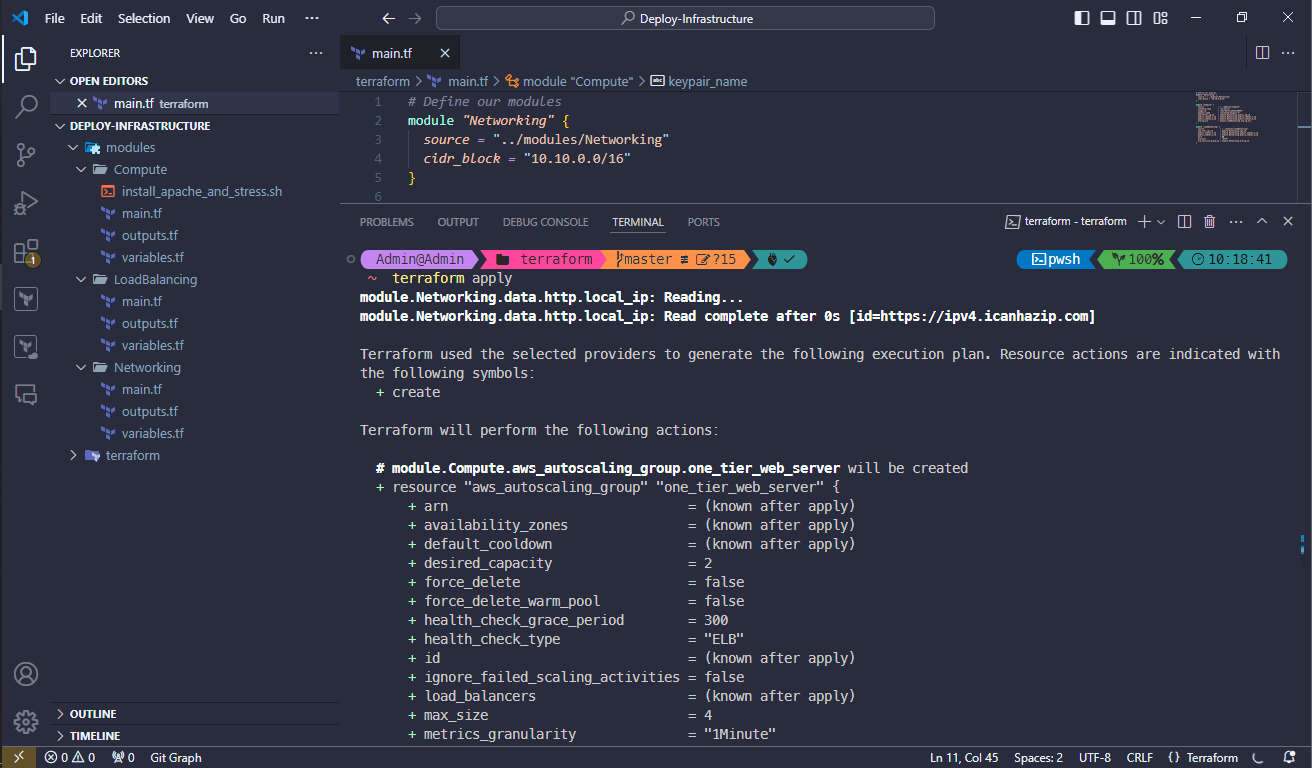 File Edit Selection View Go Run ···
Deploy-Infrastructure
EXPLORER
OPEN EDITORS
main.tf terraform
DEPLOY-INFRASTRUCTURE
modules
Compute
install_apache_and_stress.sh
main.tf
outputs.tf
variables.tf
LoadBalancing
main.tf
outputs.tf
variables.tf
Networking
main.tf
outputs.tf
variables.tf
terraform
OUTLINE
TIMELINE
1
main.tf
terraform > main.tf > module "Compute" > keypair_name
1 # Define our modules
2 module "Networking" {
3 source = "../modules/Networking"
4 cidr_block = "10.10.0.0/16"
5 }
6
PROBLEMS OUTPUT DEBUG CONSOLE TERMINAL PORTS
terraform - terraform
Admin@Admin terraform master ≢ ?15 ✓ pwsh 100% 10:18:41
~ terraform apply
module.Networking.data.http.local_ip: Reading...
module.Networking.data.http.local_ip: Read complete after 0s [id=https://ipv4.icanhazip.com]
Terraform used the selected providers to generate the following execution plan. Resource actions are indicated with
the following symbols:
+ create
Terraform will perform the following actions:
# module.Compute.aws_autoscaling_group.one_tier_web_server will be created
+ resource "aws_autoscaling_group" "one_tier_web_server" {
+ arn = (known after apply)
+ availability_zones = (known after apply)
+ default_cooldown = (known after apply)
+ desired_capacity = 2
+ force_delete = false
+ force_delete_warm_pool = false
+ health_check_grace_period = 300
+ health_check_type = "ELB"
+ id = (known after apply)
+ ignore_failed_scaling_activities = false
+ load_balancers = (known after apply)
+ max_size = 4
+ metrics_granularity = "1Minute"
0 0 0 Git Graph Ln 11, Col 45 Spaces: 2 UTF-8 CRLF {} Terraform